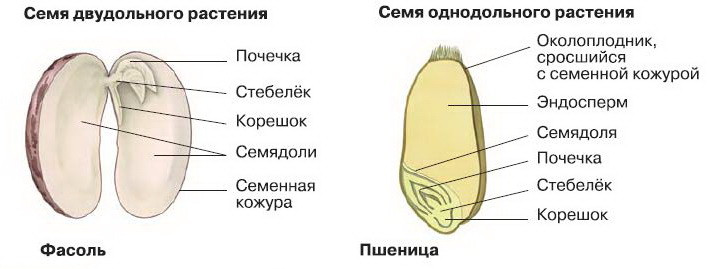 Семя двудольного растения
Почечка
Стебелёк
Корешок
Семядоли
Семенная
кожура
Фасоль
Семя однодольного растения
Околоплодник,
сросшийся
с семенной кожурой
Эндосперм
Семядоля
Почечка
Стебелёк
Корешок
Пшеница